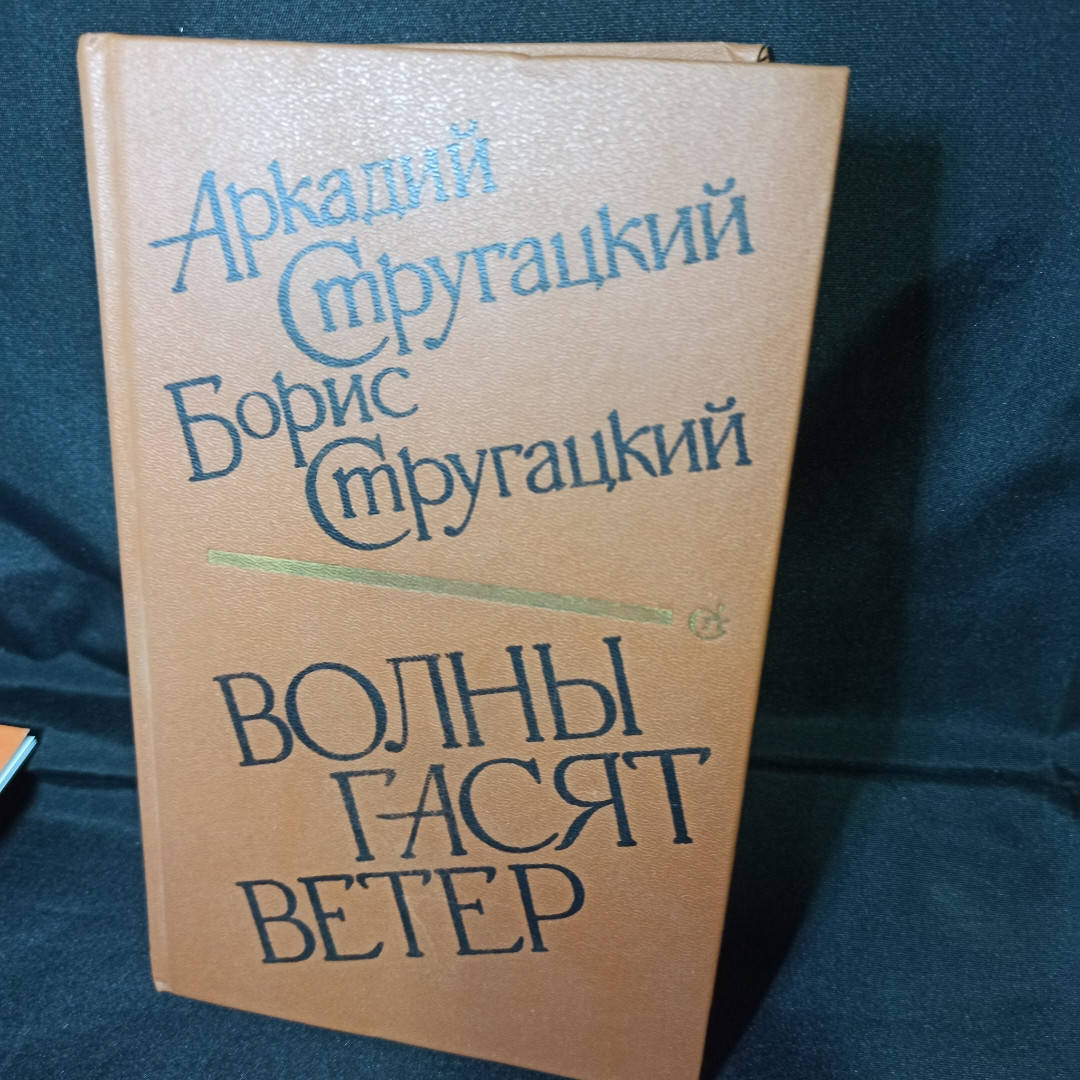 Аркадий
Стругацкий
Борис
Стругацкий
ВОЛНЫ
ГАСЯТ
ВЕТЕР